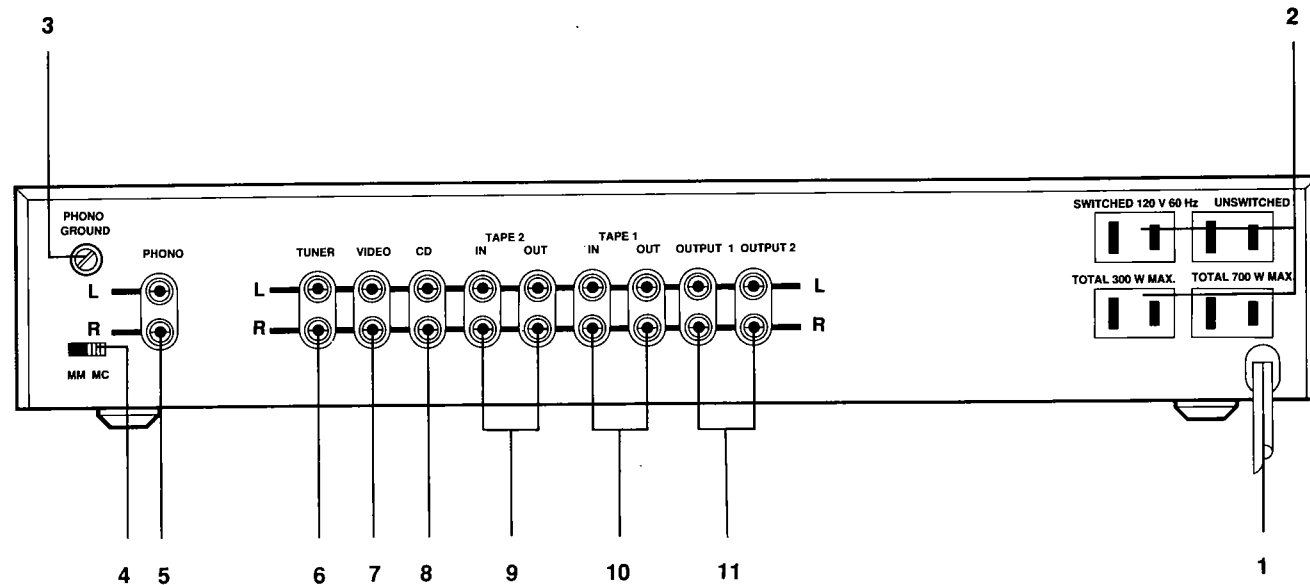 3
2
PHONO
GROUND
PHONO
L
R
MM MC
TUNER VIDEO CD
TAPE 2
IN OUT
TAPE 1
IN OUT
OUTPUT 1 OUTPUT 2
L
R
L
R
SWITCHED 120 V 60 Hz UNSWITCHED
TOTAL 300 W MAX. TOTAL 700 W MAX.
4 5 6 7 8 9 10 11 1